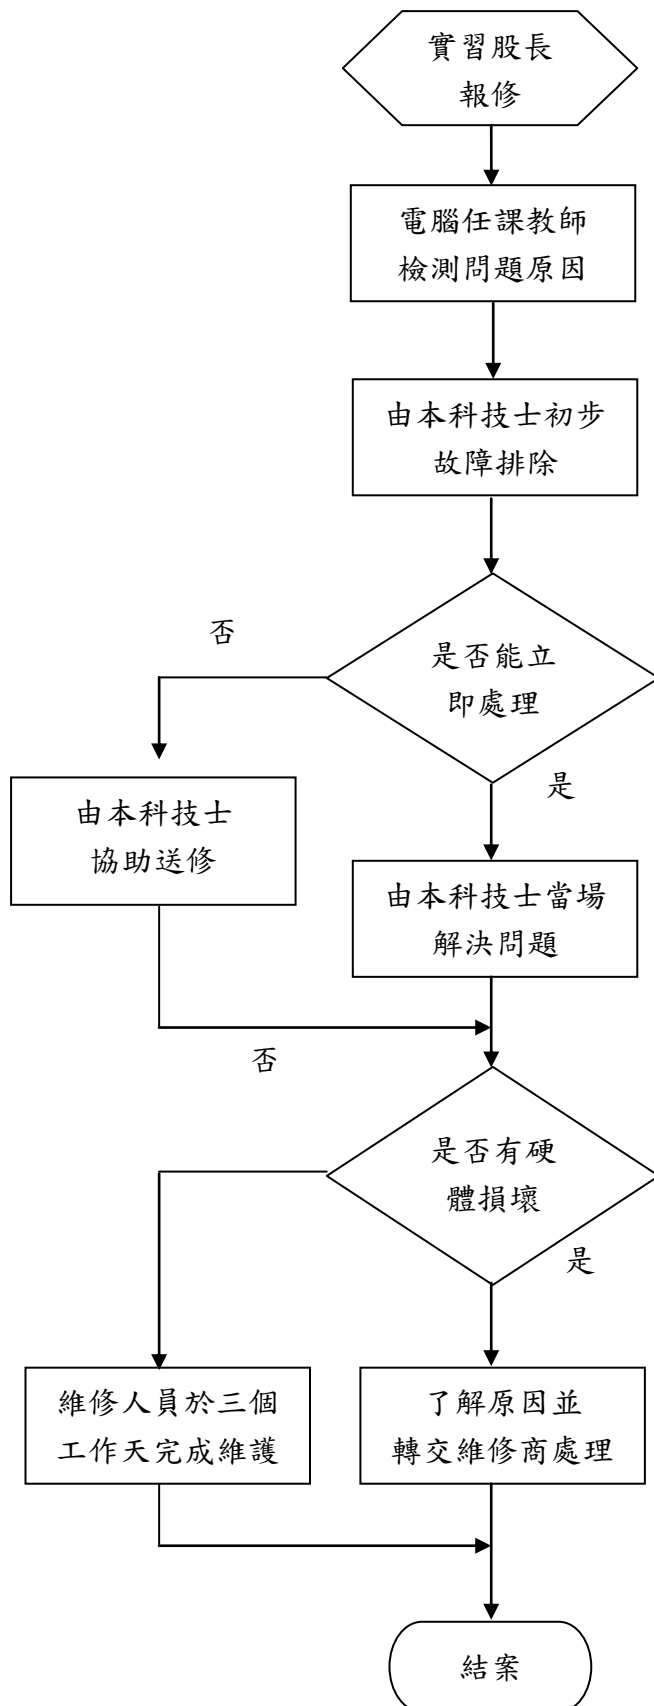 實習股長
報修
電腦任課教師
檢測問題原因
由本科技士初步
故障排除
否
是否能立
即處理
是
由本科技士
協助送修
由本科技士當場
解決問題
否
是否有硬
體損壞
是
維修人員於三個
工作天完成維護
了解原因並
轉交維修商處理
結案